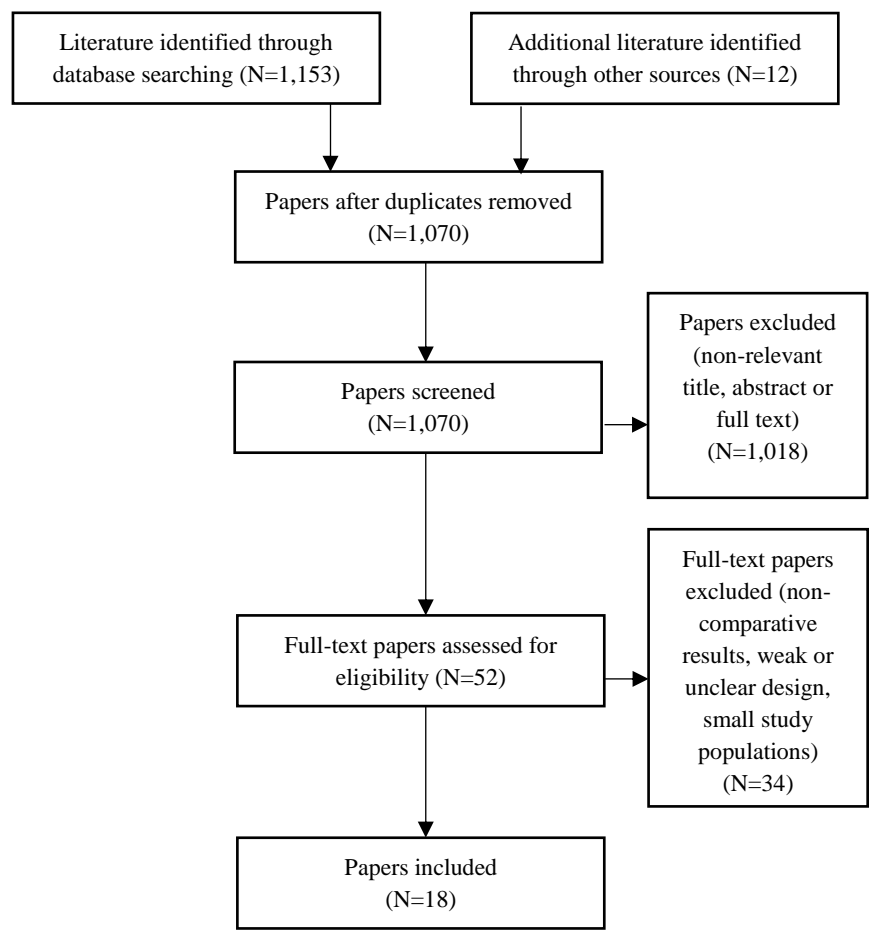 Literature identified through
database searching (N=1,153)
Additional literature identified
through other sources (N=12)
Papers after duplicates removed
(N=1,070)
Papers screened
(N=1,070)
Papers excluded
(non-relevant
title, abstract or
full text)
(N=1,018)
Full-text papers assessed for
eligibility (N=52)
Full-text papers
excluded (non-
comparative
results, weak or
unclear design,
small study
populations)
(N=34)
Papers included
(N=18)